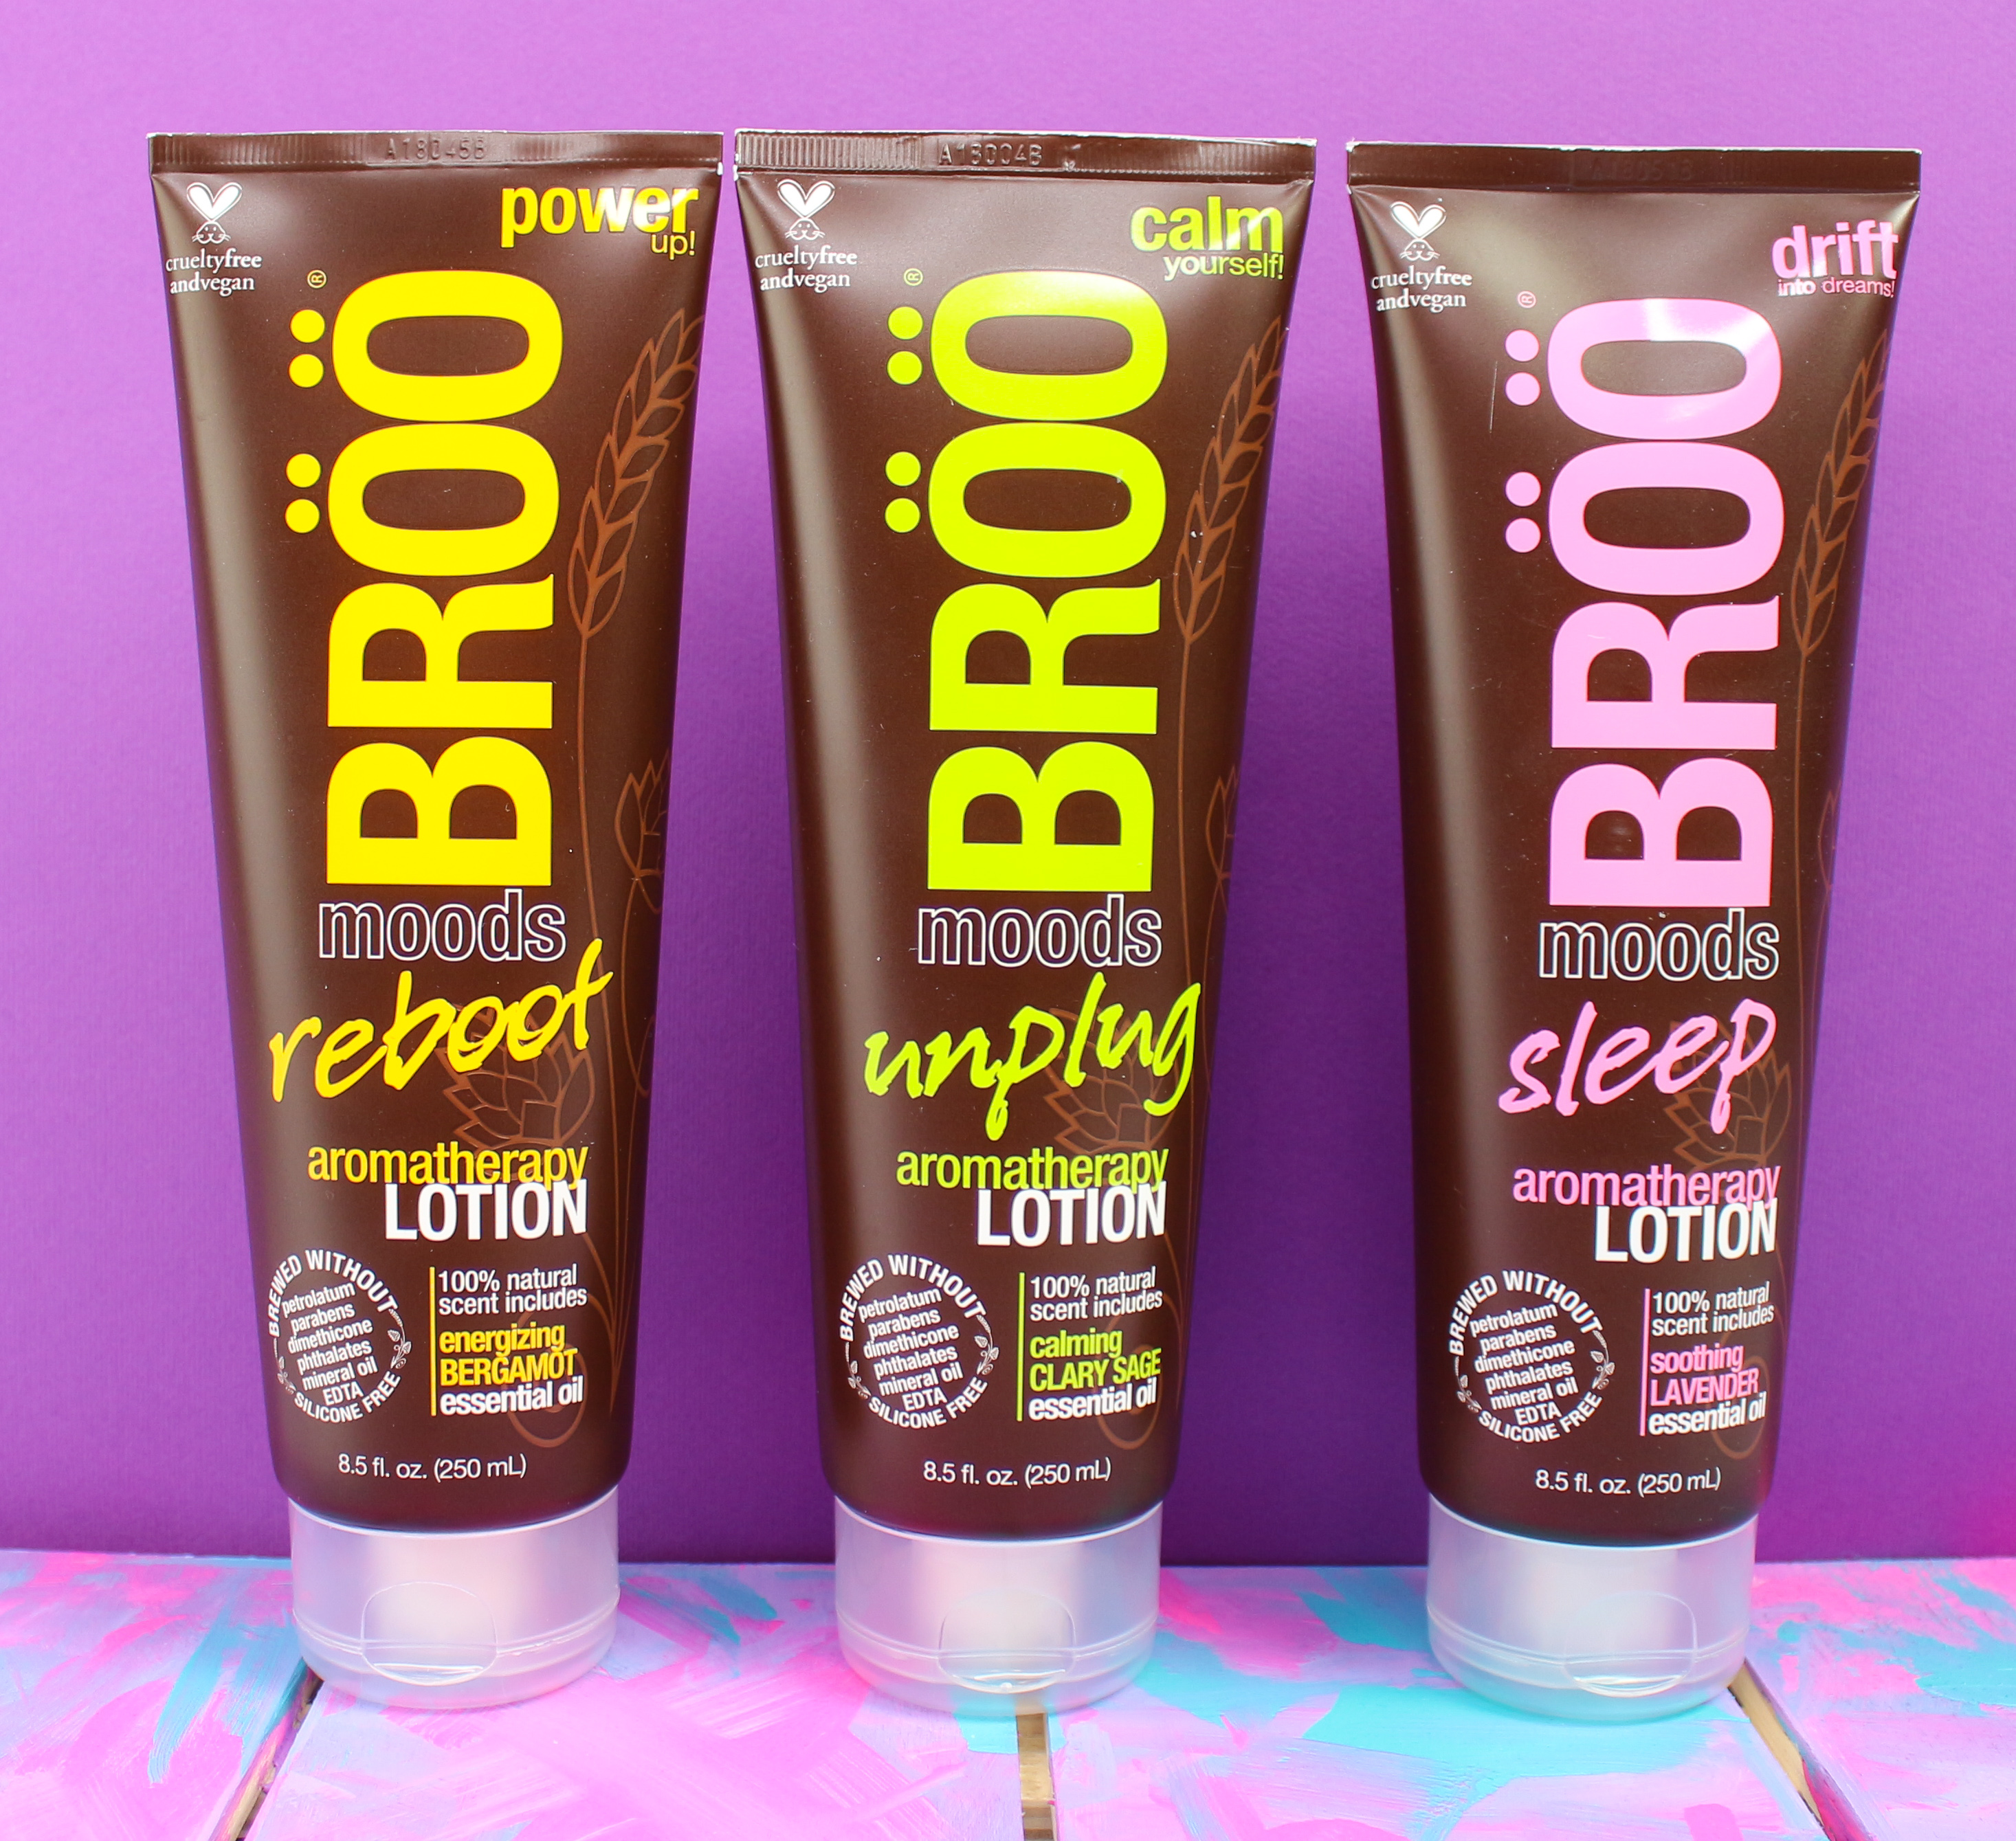 A18045B
crueltyfree
andvegan
power
up!
BRÖÖ®
moods
reboot
aromatherapy
LOTION
BREWED WITHOUT
petrolatum
parabens
dimethicone
phthalates
mineral oil
EDTA
SILICONE FREE
100% natural
scent includes
energizing
BERGAMOT
essential oil
8.5 fl. oz. (250 mL)
crueltyfree
andvegan
calm
yourself!
BRÖÖ®
moods
unplug
aromatherapy
LOTION
BREWED WITHOUT
petrolatum
parabens
dimethicone
phthalates
mineral oil
EDTA
SILICONE FREE
100% natural
scent includes
calming
CLARY SAGE
essential oil
8.5 fl. oz. (250 mL)
crueltyfree
andvegan
drift
into dreams!
BRÖÖ®
moods
sleep
aromatherapy
LOTION
BREWED WITHOUT
petrolatum
parabens
dimethicone
phthalates
mineral oil
EDTA
SILICONE FREE
100% natural
scent includes
soothing
LAVENDER
essential oil
8.5 fl. oz. (250 mL)